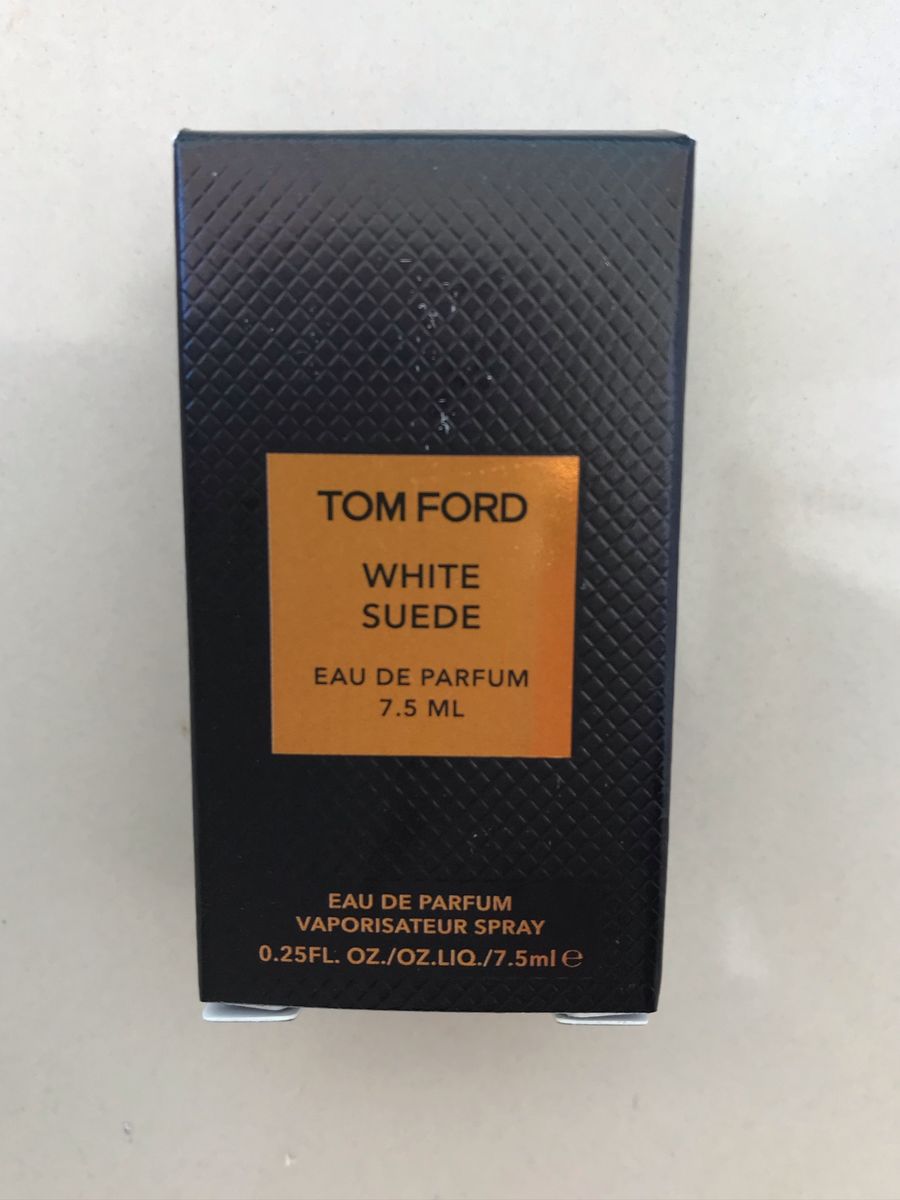 TOM FORD
WHITE
SUEDE
EAU DE PARFUM
7.5 ML
EAU DE PARFUM
VAPORISATEUR SPRAY
0.25FL. OZ./OZ.LIQ./7.5ml ℮